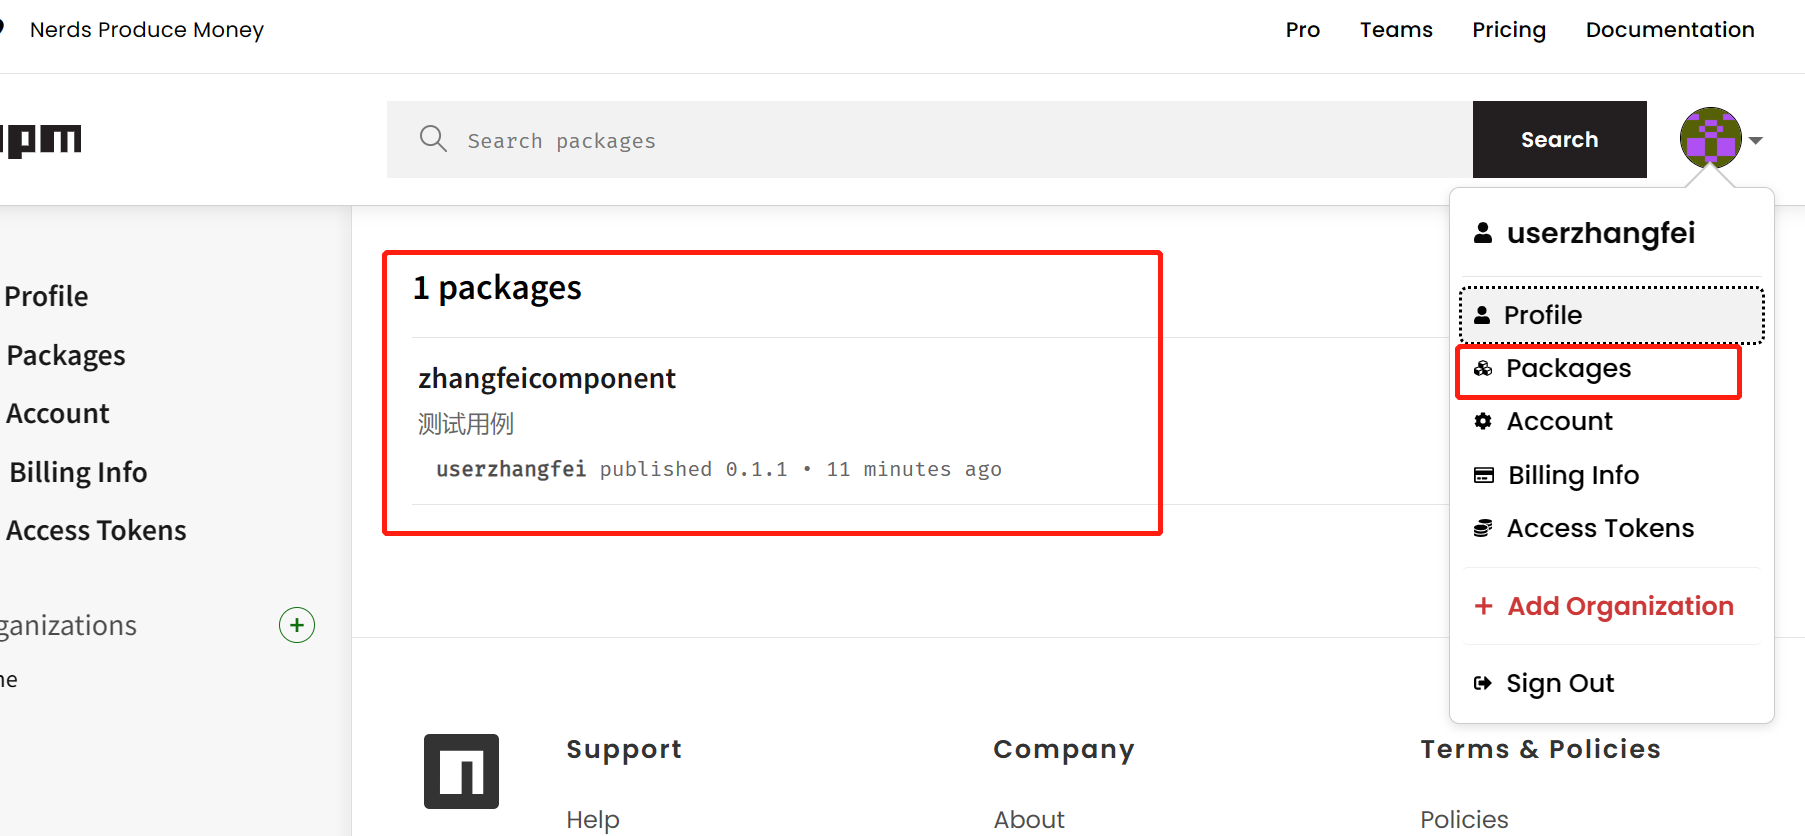 Nerds Produce Money
Pro
Teams
Pricing
Documentation
npm
Search packages
Search
userzhangfei
Profile
Packages
Account
Billing Info
Access Tokens
Add Organization
Sign Out
Profile
Packages
Account
Billing Info
Access Tokens
ganizations
1 packages
zhangfeicomponent
测试用例
userzhangfei published 0.1.1 • 11 minutes ago
Support
Help
Company
About
Terms & Policies
Policies